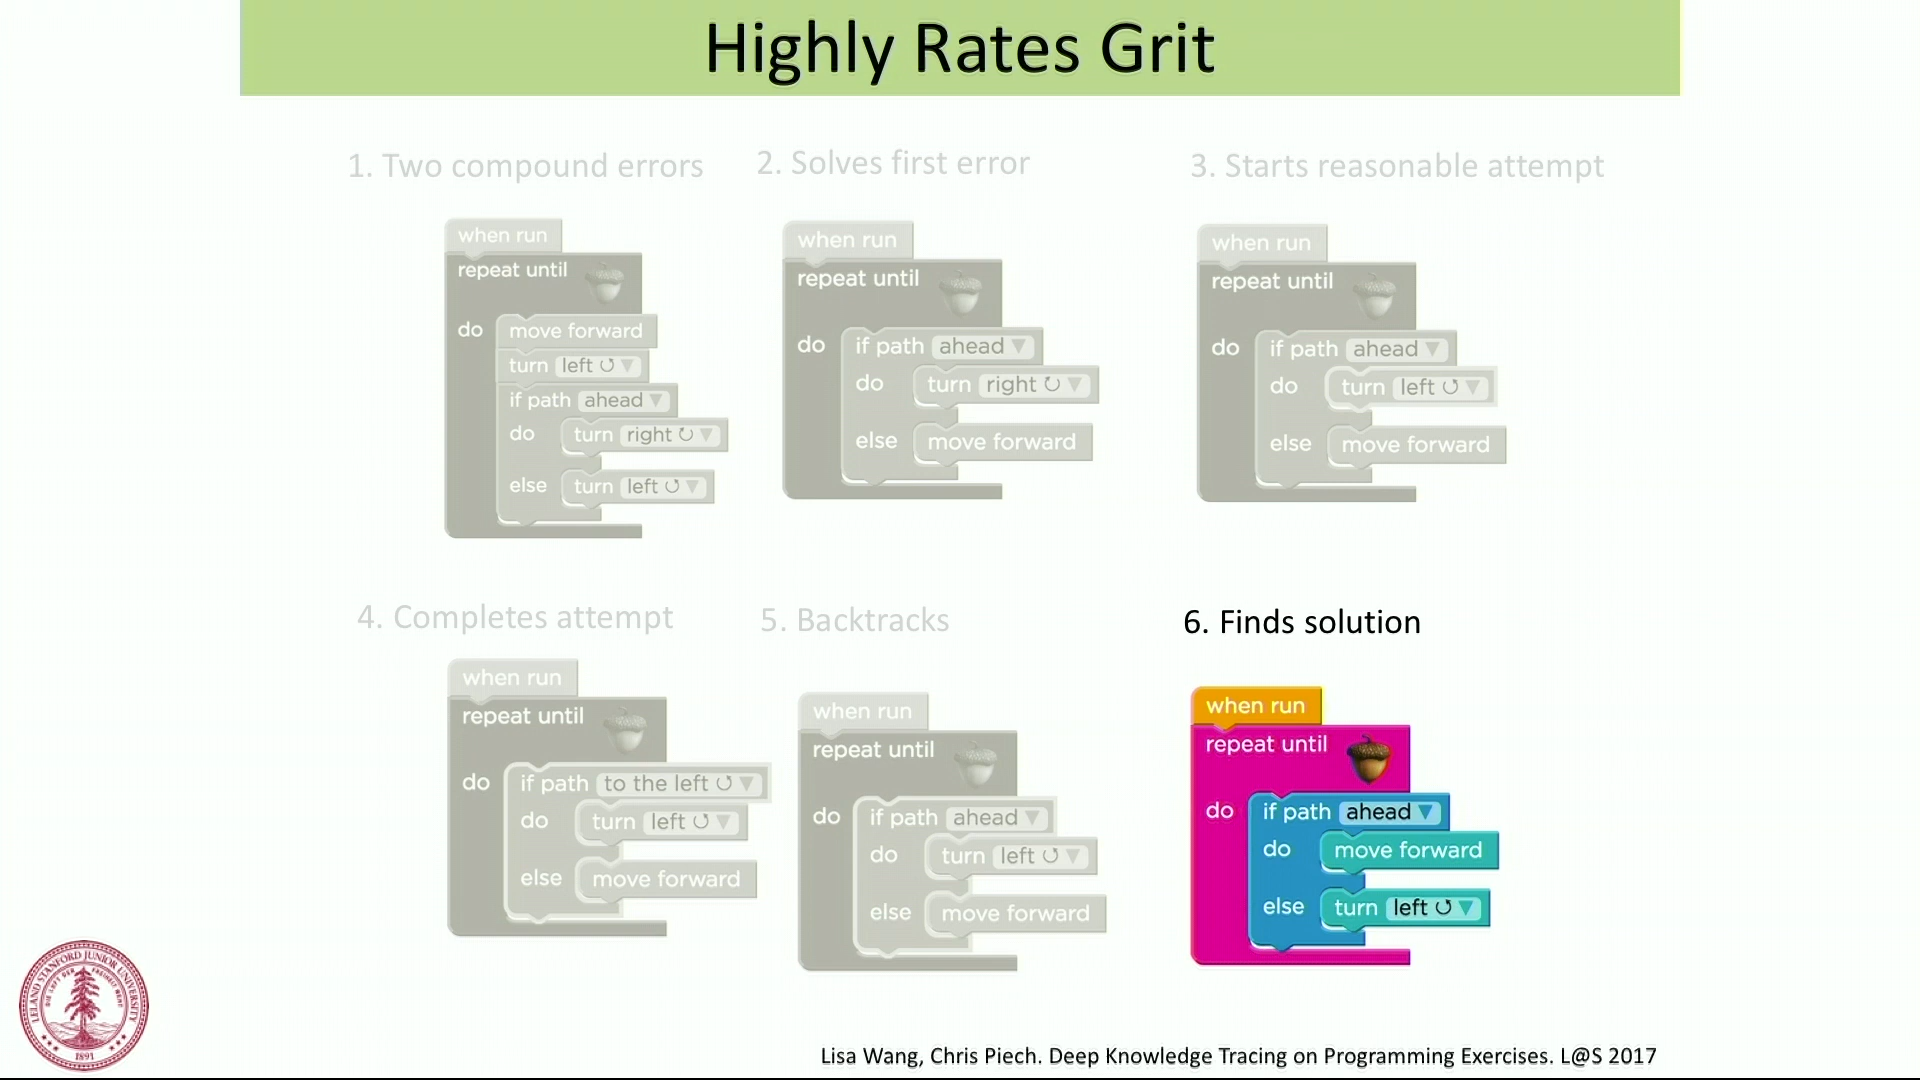 Highly Rates Grit
1. Two compound errors
when run
repeat until
do
move forward
turn left
if path ahead
do
turn right
else
turn left
2. Solves first error
when run
repeat until
do
if path ahead
do
turn right
else
move forward
3. Starts reasonable attempt
when run
repeat until
do
if path ahead
do
turn left
else
move forward
4. Completes attempt
when run
repeat until
do
if path to the left
do
turn left
else
move forward
5. Backtracks
when run
repeat until
do
if path ahead
do
turn left
else
move forward
6. Finds solution
when run
repeat until
do
if path ahead
do
move forward
else
turn left
LELAND STANFORD JUNIOR UNIVERSITY
1891
Lisa Wang, Chris Piech. Deep Knowledge Tracing on Programming Exercises. L@S 2017